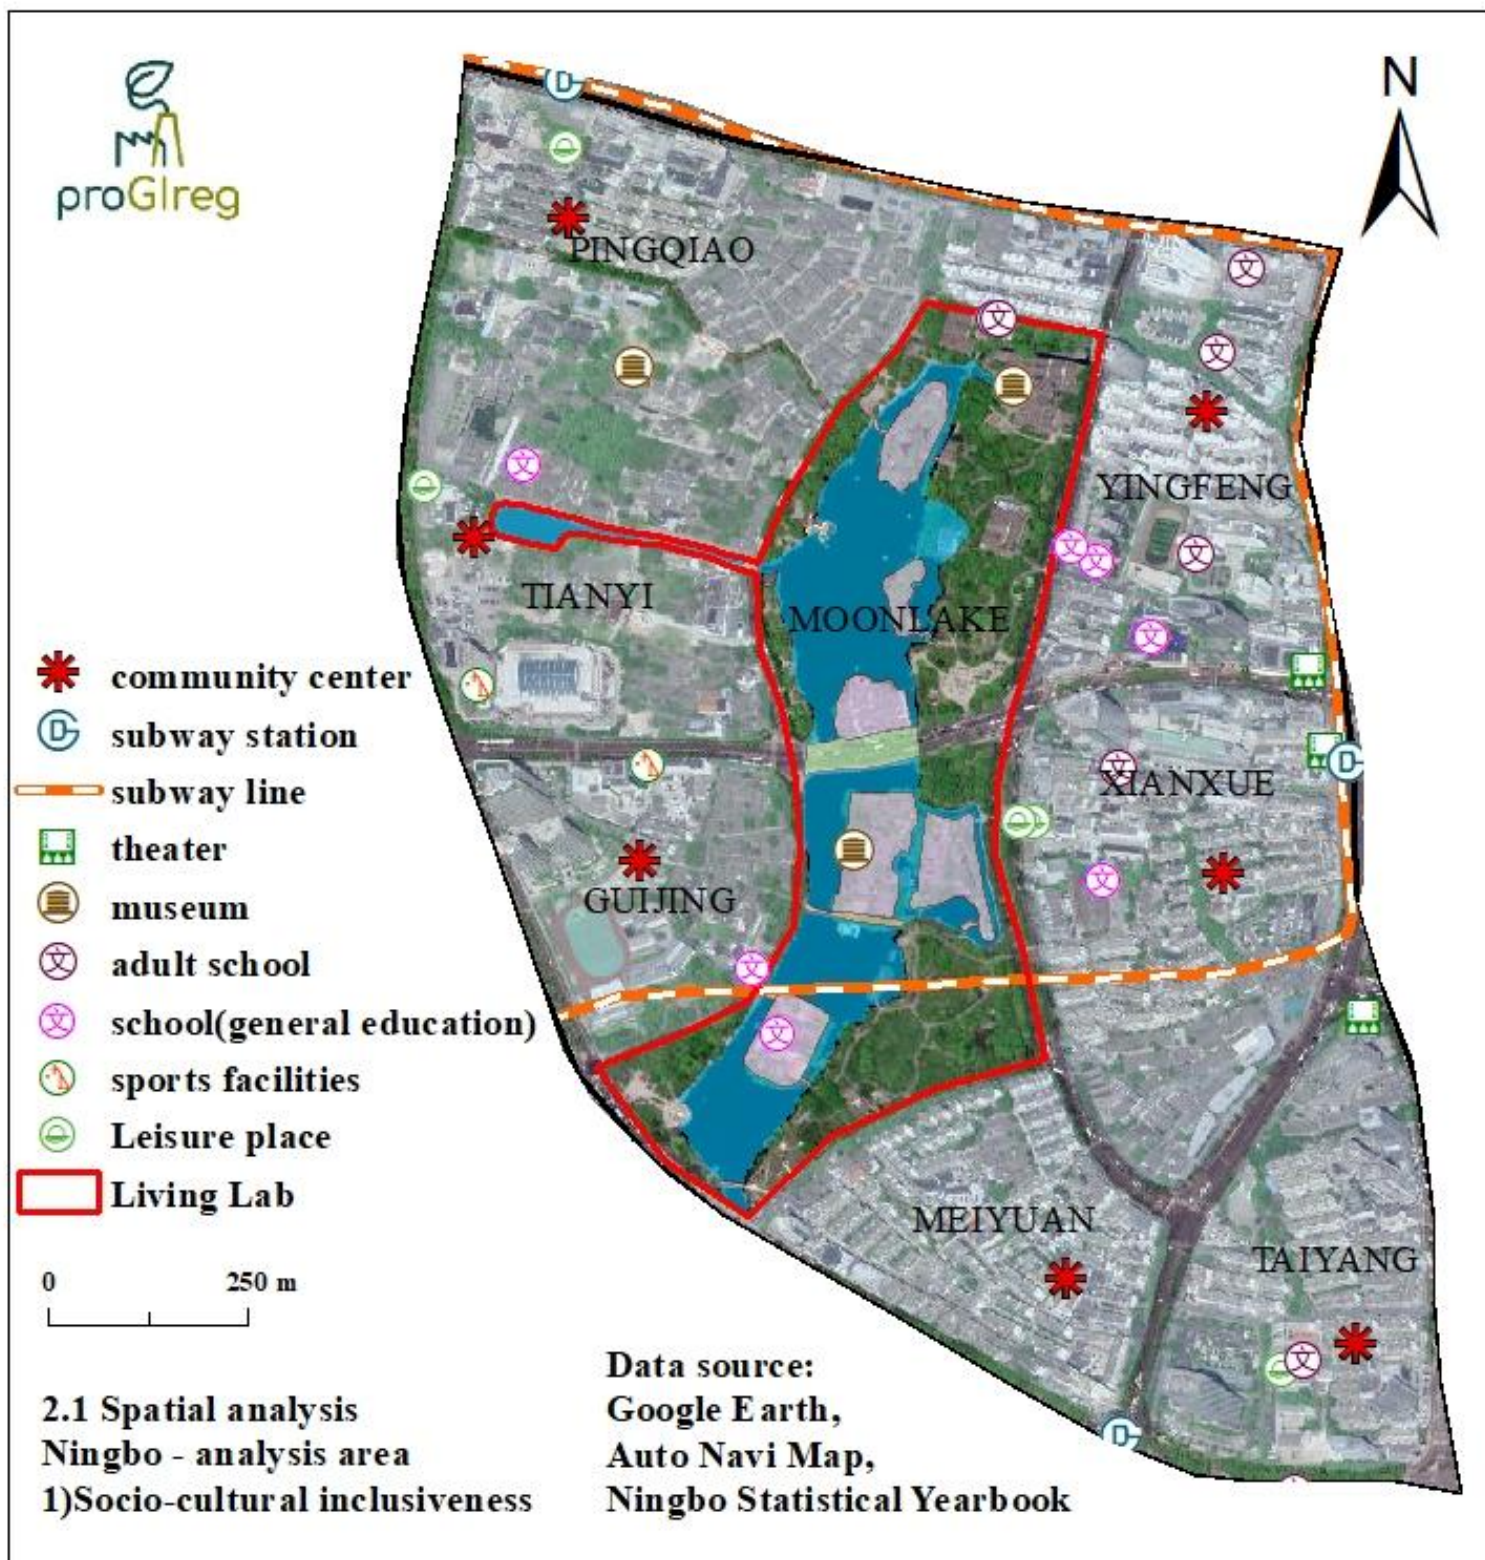 N
proGIreg
PINGQIAO
YINGFENG
TIANYI
MOONLAKE
XIANXUE
GUIJING
MEIYUAN
TAIYANG
community center
subway station
subway line
theater
museum
文 adult school
文 school(general education)
sports facilities
Leisure place
Living Lab
0 250 m
2.1 Spatial analysis
Ningbo - analysis area
1)Socio-cultural inclusiveness
Data source:
Google Earth,
Auto Navi Map,
Ningbo Statistical Yearbook